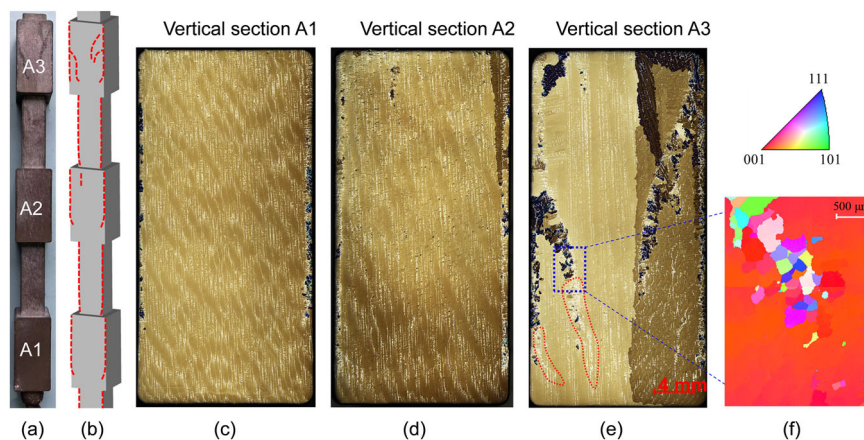 Vertical section A1
Vertical section A2
Vertical section A3
A3
A2
A1
4 mm
111
001
101
500 μm
(a)
(b)
(c)
(d)
(e)
(f)